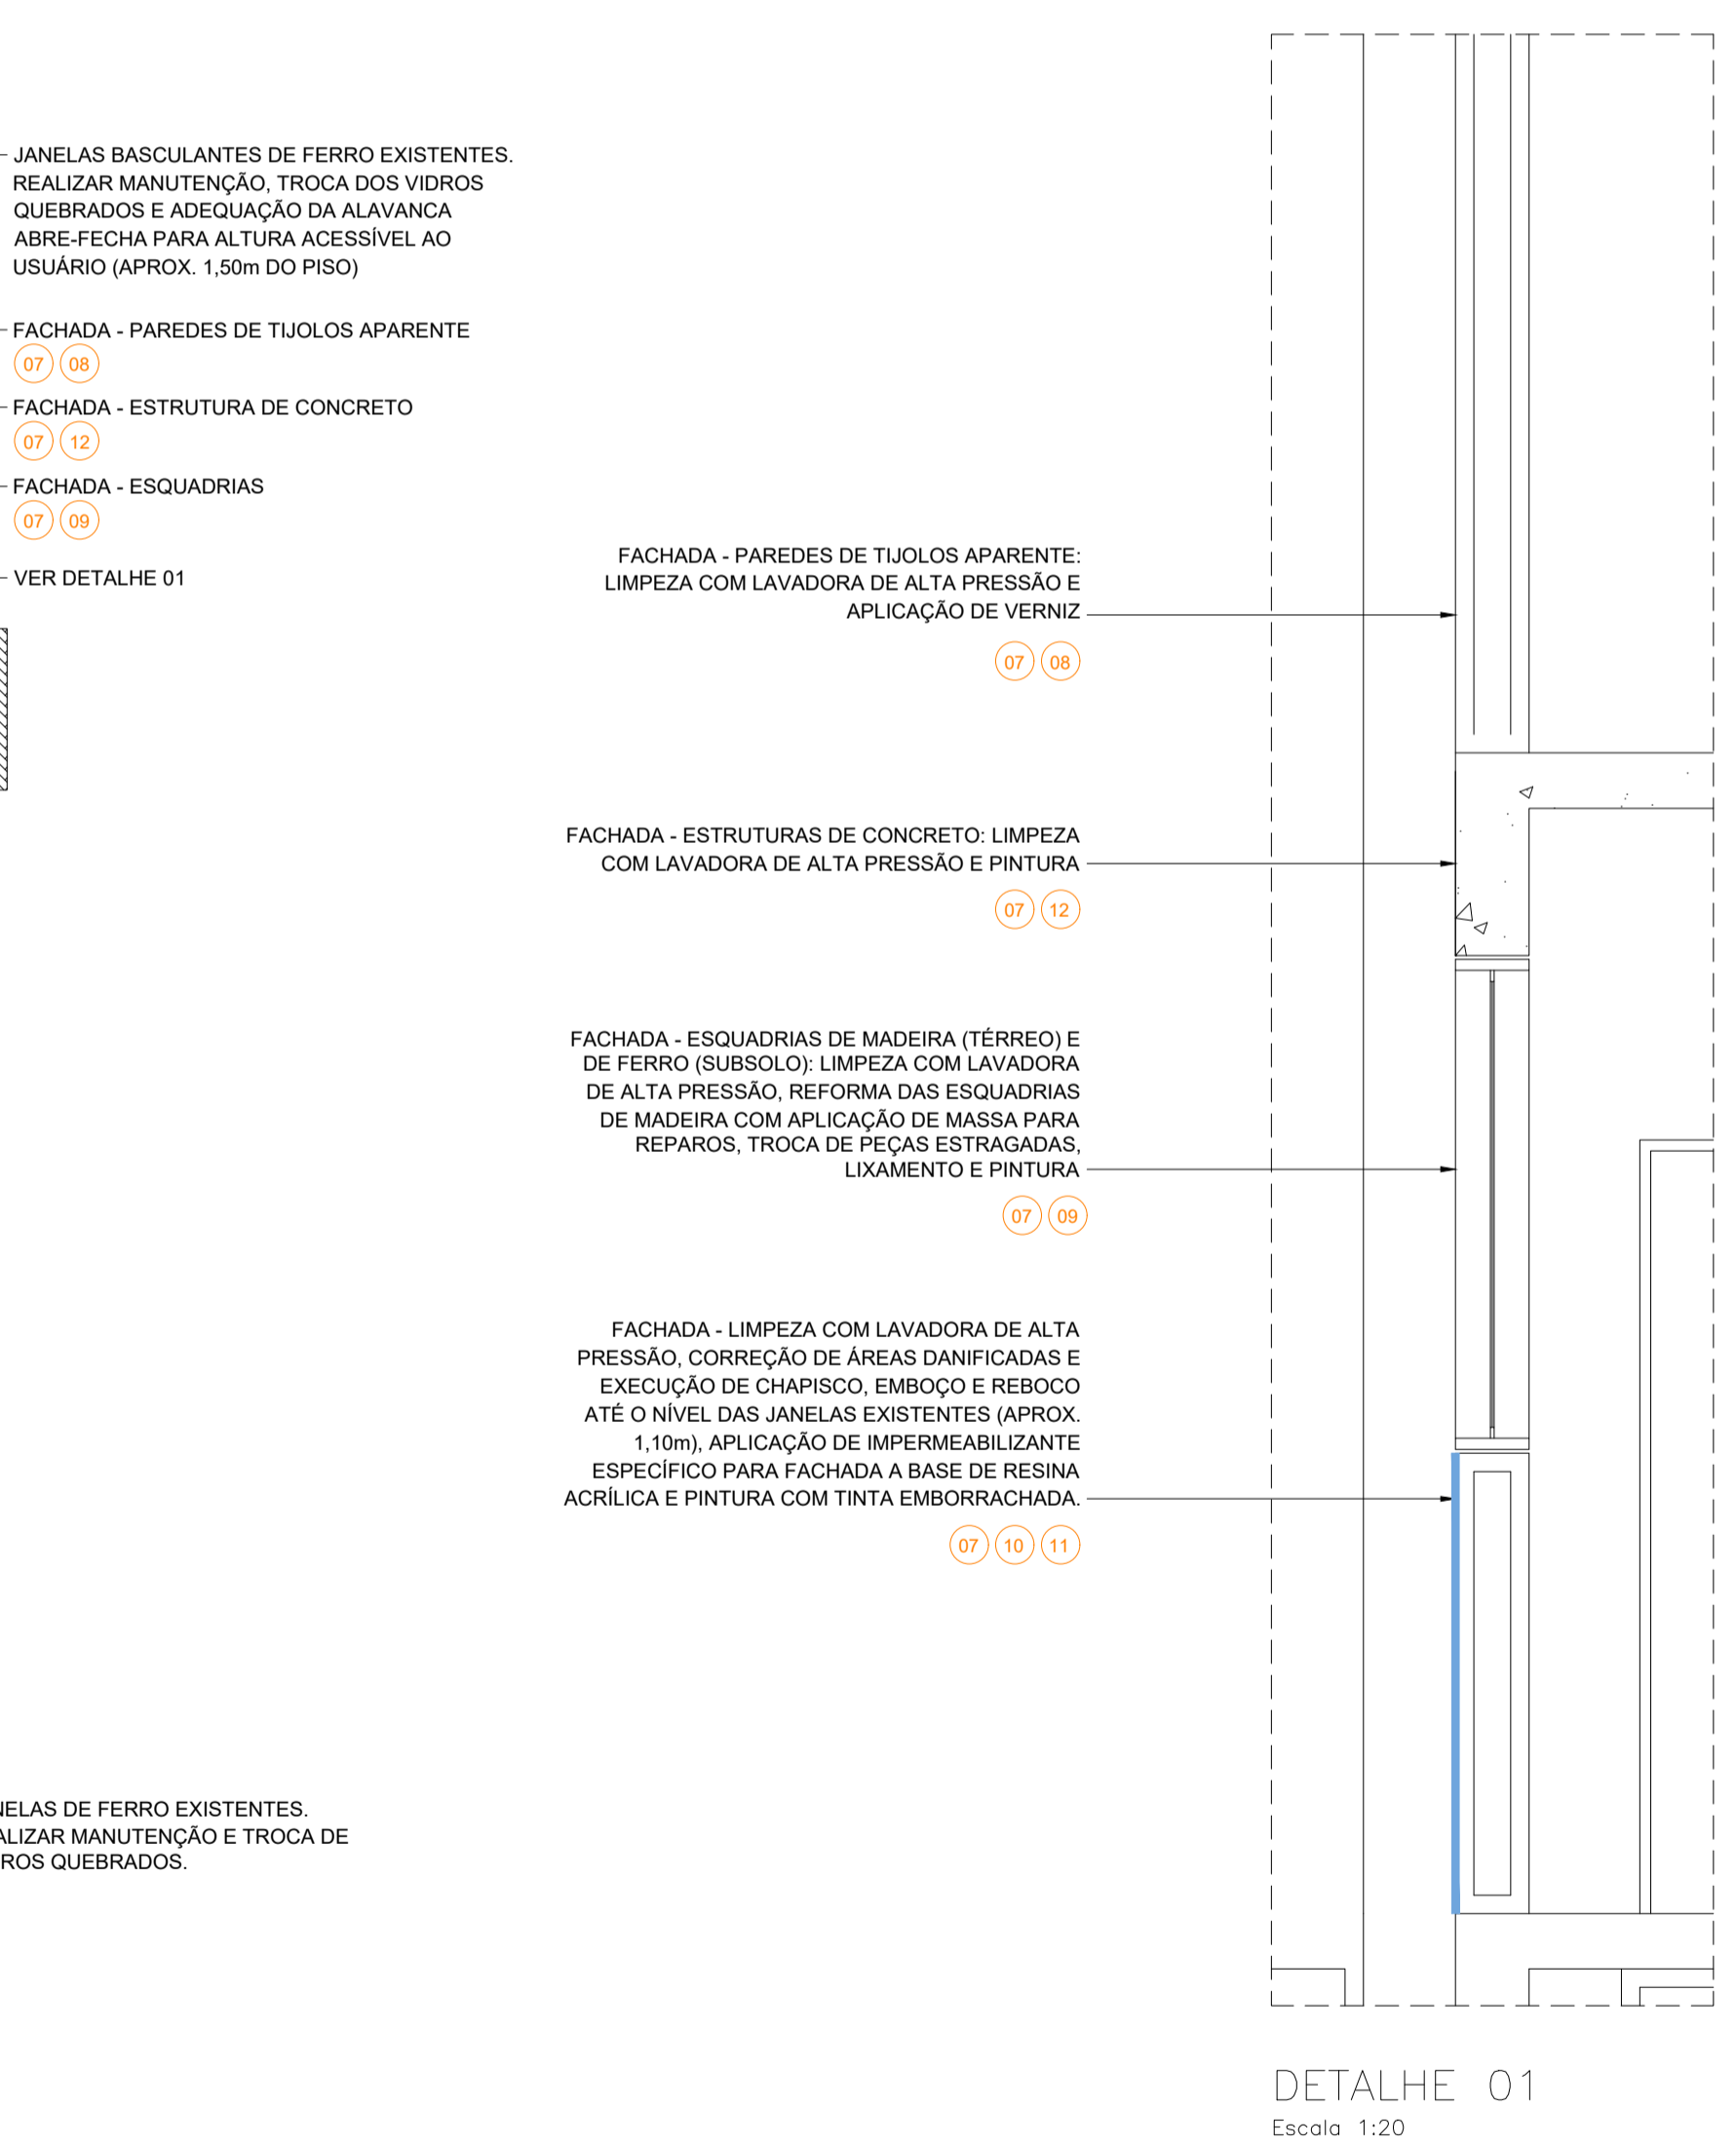 JANELAS BASCULANTES DE FERRO EXISTENTES.
REALIZAR MANUTENÇÃO, TROCA DOS VIDROS
QUEBRADOS E ADEQUAÇÃO DA ALAVANCA
ABRE-FECHA PARA ALTURA ACESSÍVEL AO
USUÁRIO (APROX. 1,50m DO PISO)
FACHADA - PAREDES DE TIJOLOS APARENTE
07 08
FACHADA - ESTRUTURA DE CONCRETO
07 12
FACHADA - ESQUADRIAS
07 09
VER DETALHE 01
FACHADA - PAREDES DE TIJOLOS APARENTE:
LIMPEZA COM LAVADORA DE ALTA PRESSÃO E
APLICAÇÃO DE VERNIZ
07 08
FACHADA - ESTRUTURAS DE CONCRETO: LIMPEZA
COM LAVADORA DE ALTA PRESSÃO E PINTURA
07 12
FACHADA - ESQUADRIAS DE MADEIRA (TÉRREO) E
DE FERRO (SUBSOLO): LIMPEZA COM LAVADORA
DE ALTA PRESSÃO, REFORMA DAS ESQUADRIAS
DE MADEIRA COM APLICAÇÃO DE MASSA PARA
REPAROS, TROCA DE PEÇAS ESTRAGADAS,
LIXAMENTO E PINTURA
07 09
FACHADA - LIMPEZA COM LAVADORA DE ALTA
PRESSÃO, CORREÇÃO DE ÁREAS DANIFICADAS E
EXECUÇÃO DE CHAPISCO, EMBOÇO E REBOCO
ATÉ O NÍVEL DAS JANELAS EXISTENTES (APROX.
1,10m), APLICAÇÃO DE IMPERMEABILIZANTE
ESPECÍFICO PARA FACHADA A BASE DE RESINA
ACRÍLICA E PINTURA COM TINTA EMBORRACHADA.
07 10 11
NELAS DE FERRO EXISTENTES.
ALIZAR MANUTENÇÃO E TROCA DE
ROS QUEBRADOS.
DETALHE 01
Escala 1:20